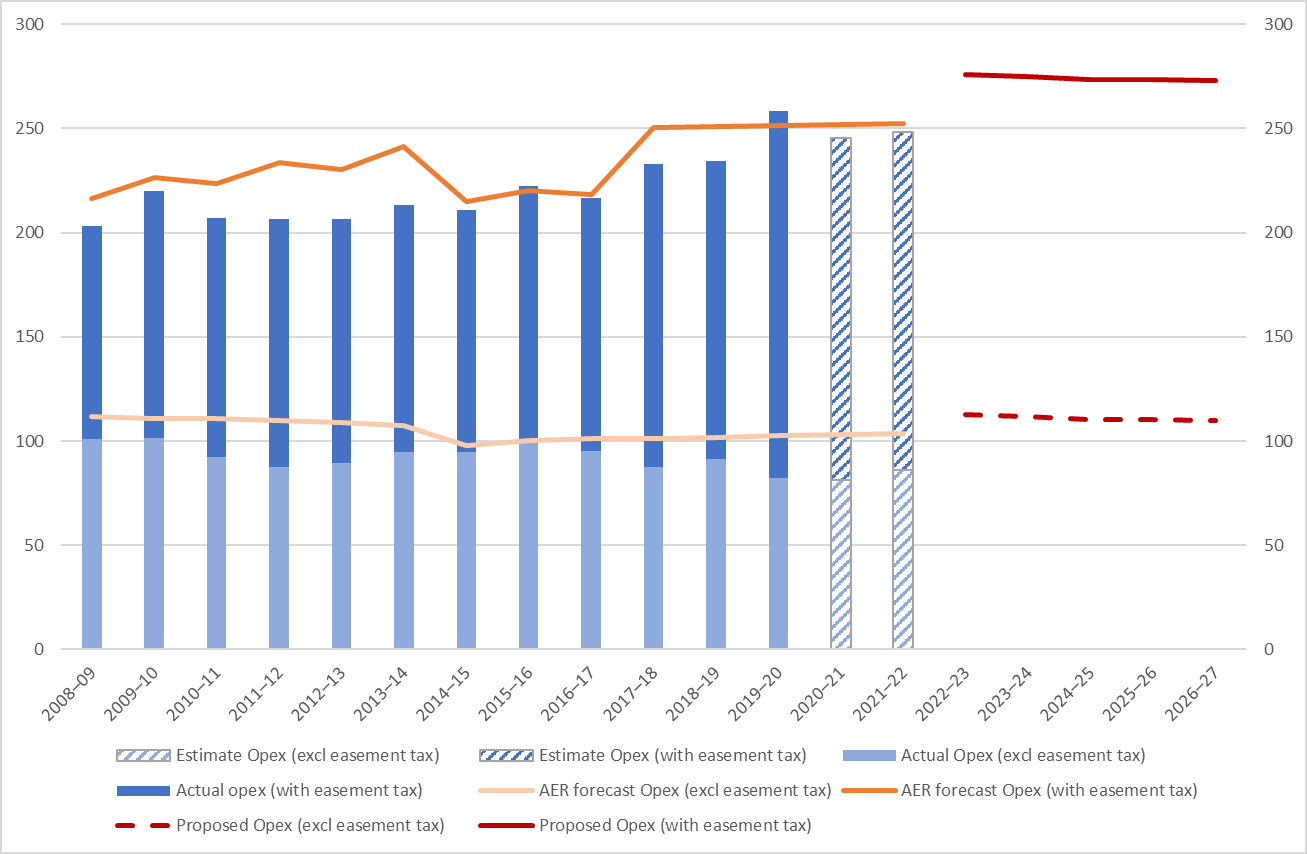 300 300
250 250
200 200
150 150
100 100
50 50
0 0
2008–09 2009–10 2010–11 2011–12 2012–13 2013–14 2014–15 2015–16 2016–17 2017–18 2018–19 2019–20 2020–21 2021–22 2022–23 2023–24 2024–25 2025–26 2026–27
Estimate Opex (excl easement tax) Estimate Opex (with easement tax) Actual Opex (excl easement tax)
Actual opex (with easement tax) AER forecast Opex (excl easement tax) AER forecast Opex (with easement tax)
Proposed Opex (excl easement tax) Proposed Opex (with easement tax)